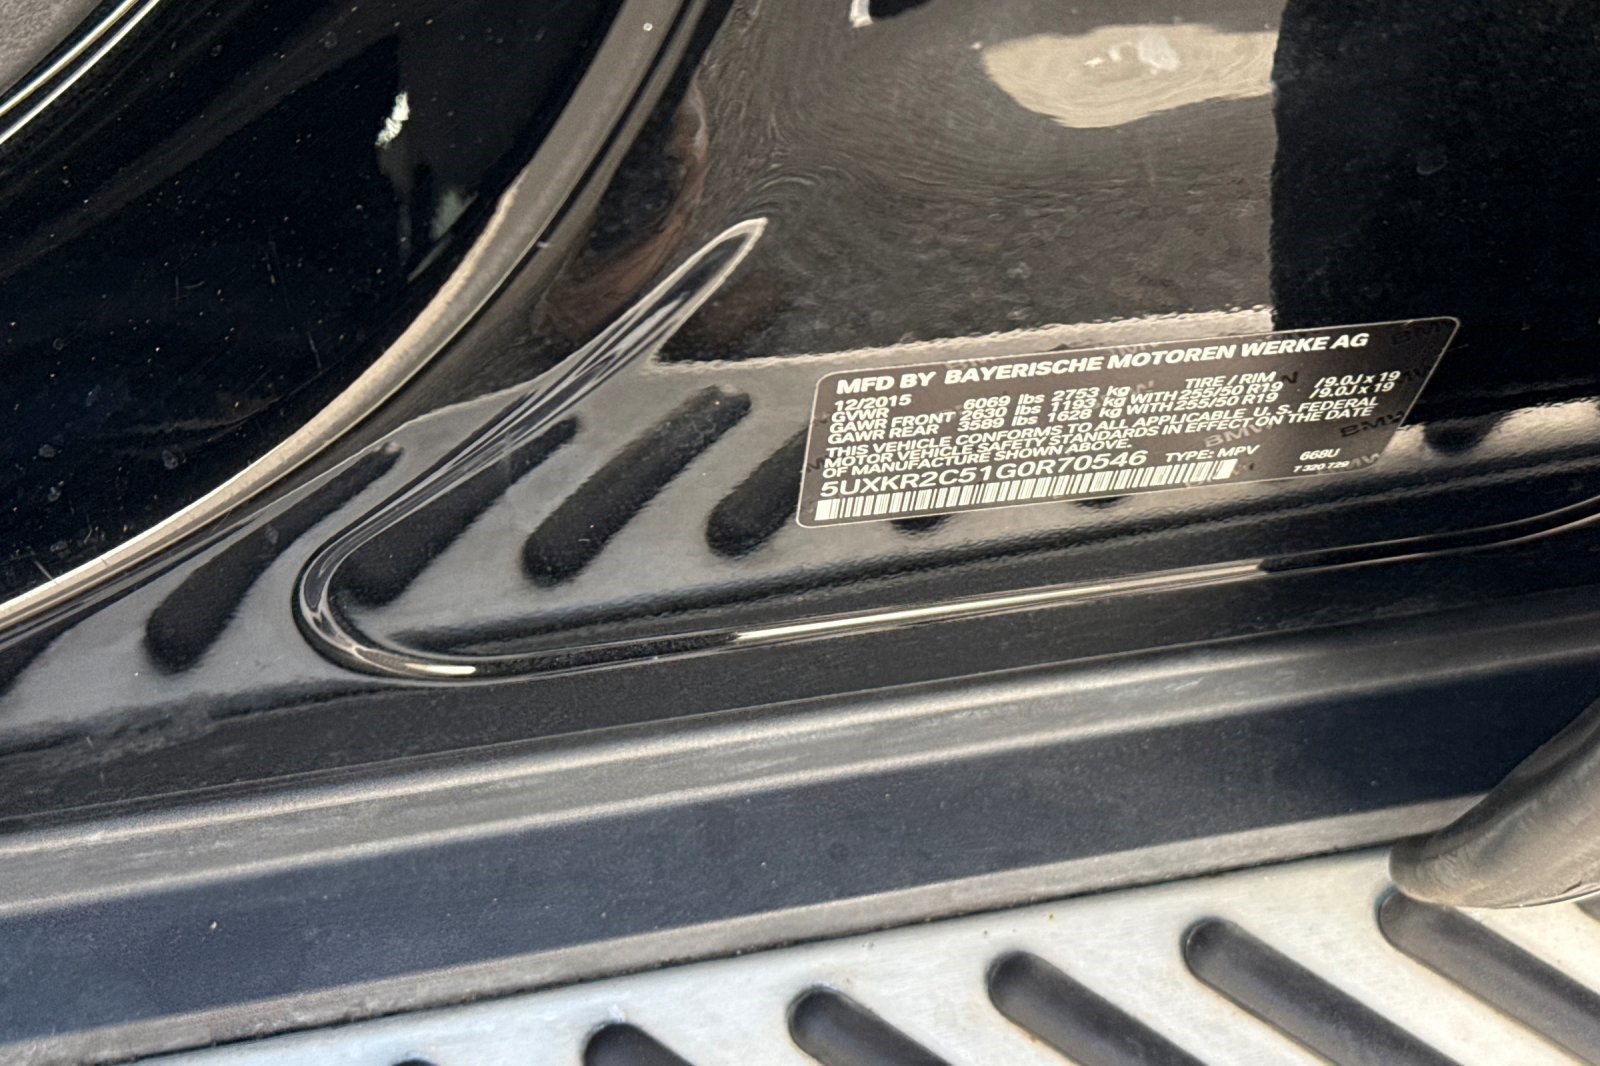 MFD BY BAYERISCHE MOTOREN WERKE AG
12/2015 TIRE / RIM
GVWR 6069 lbs 2753 kg
GAWR FRONT 2630 lbs 1193 kg WITH 255/50 R19 / 9.0J x 19
GAWR REAR 3589 lbs 1628 kg WITH 255/50 R19 / 9.0J x 19
THIS VEHICLE CONFORMS TO ALL APPLICABLE U. S. FEDERAL
MOTOR VEHICLE SAFETY STANDARDS IN EFFECT ON THE DATE
OF MANUFACTURE SHOWN ABOVE.
5UXKR2C51G0R70546 TYPE: MPV 668U
7 320 729